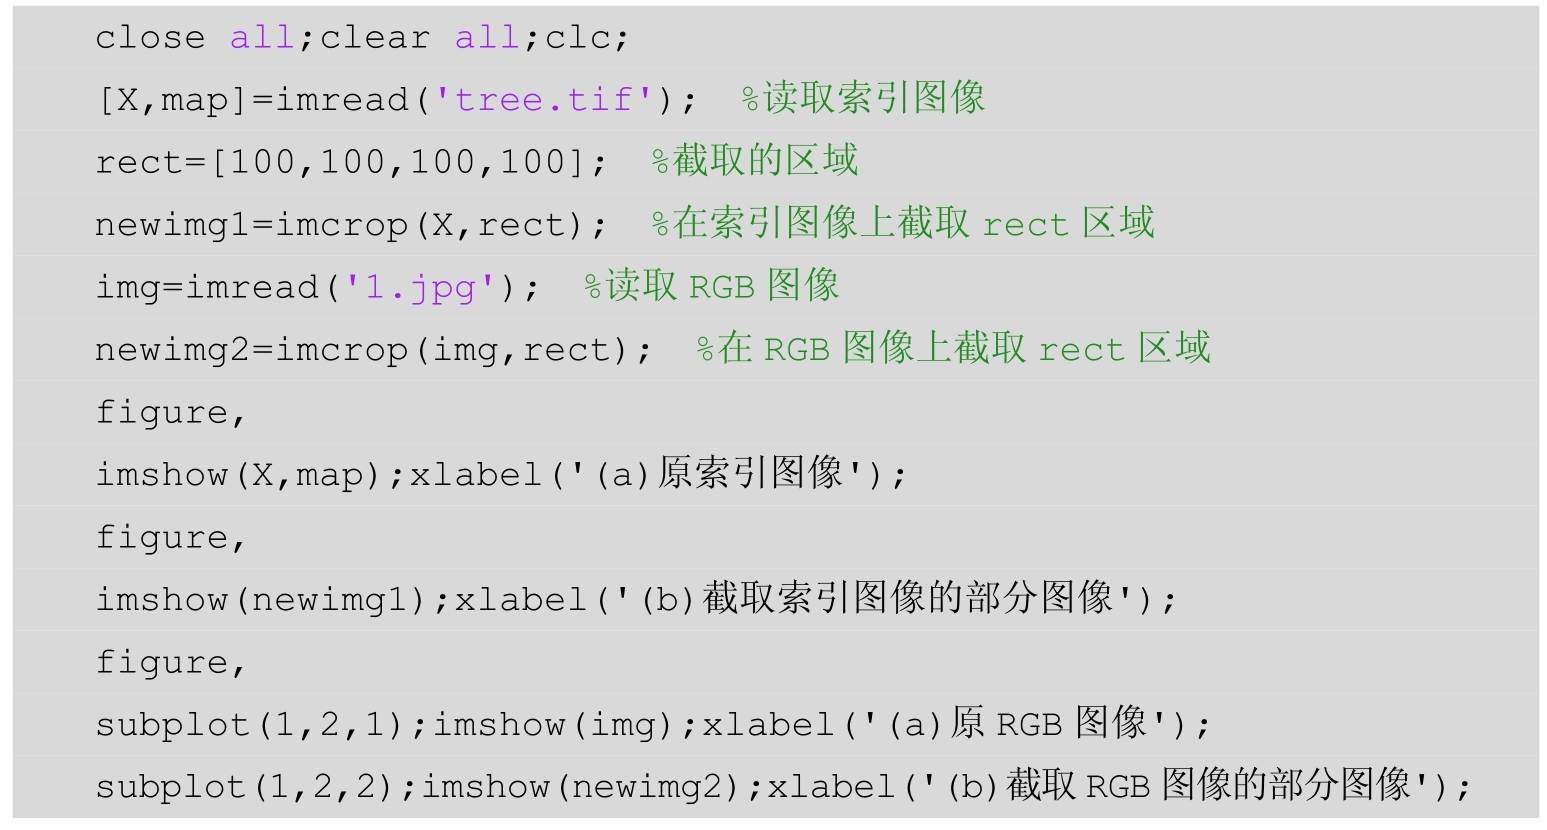 close all;clear all;clc;
[X,map]=imread('tree.tif'); %读取索引图像
rect=[100,100,100,100]; %截取的区域
newimg1=imcrop(X,rect); %在索引图像上截取 rect 区域
img=imread('1.jpg'); %读取 RGB 图像
newimg2=imcrop(img,rect); %在 RGB 图像上截取 rect 区域
figure,
imshow(X,map);xlabel('(a)原索引图像');
figure,
imshow(newimg1);xlabel('(b)截取索引图像的部分图像');
figure,
subplot(1,2,1);imshow(img);xlabel('(a)原 RGB 图像');
subplot(1,2,2);imshow(newimg2);xlabel('(b)截取 RGB 图像的部分图像');